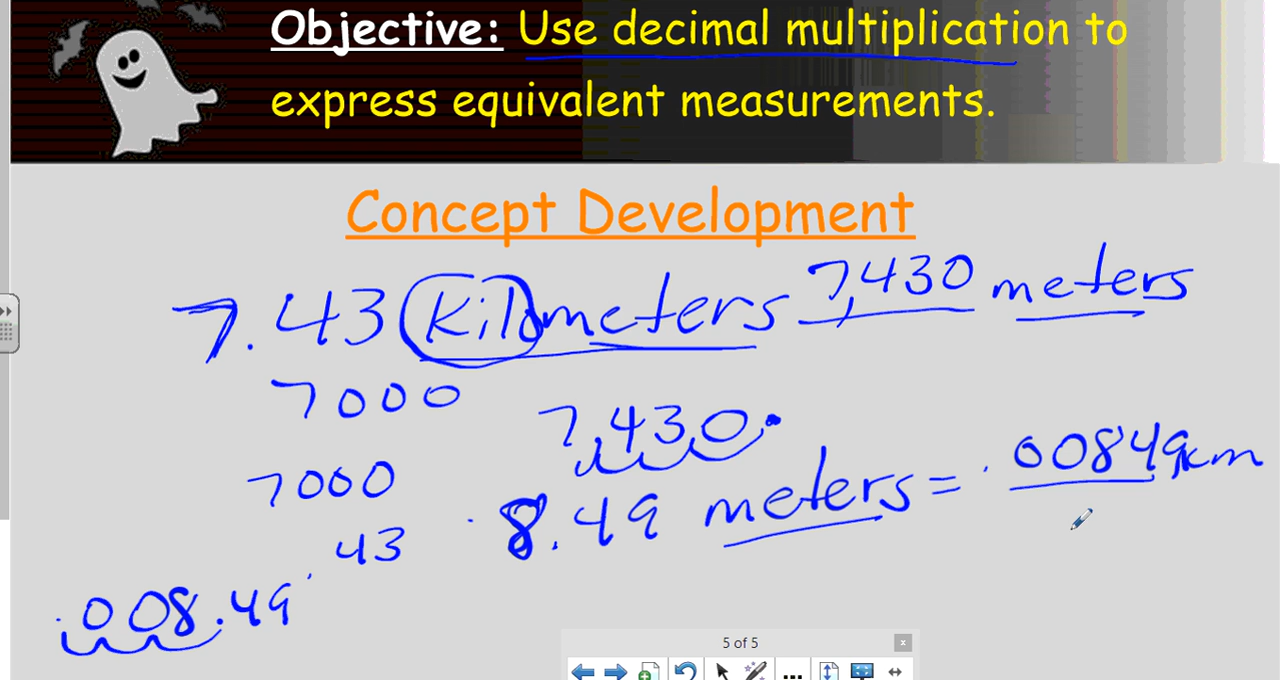 Objective: Use decimal multiplication to
express equivalent measurements.
Concept Development
7.43 Kilometers 7,430 meters
7000
7,430.
7000
43
8.49 meters = .00849km
.008.49
5 of 5